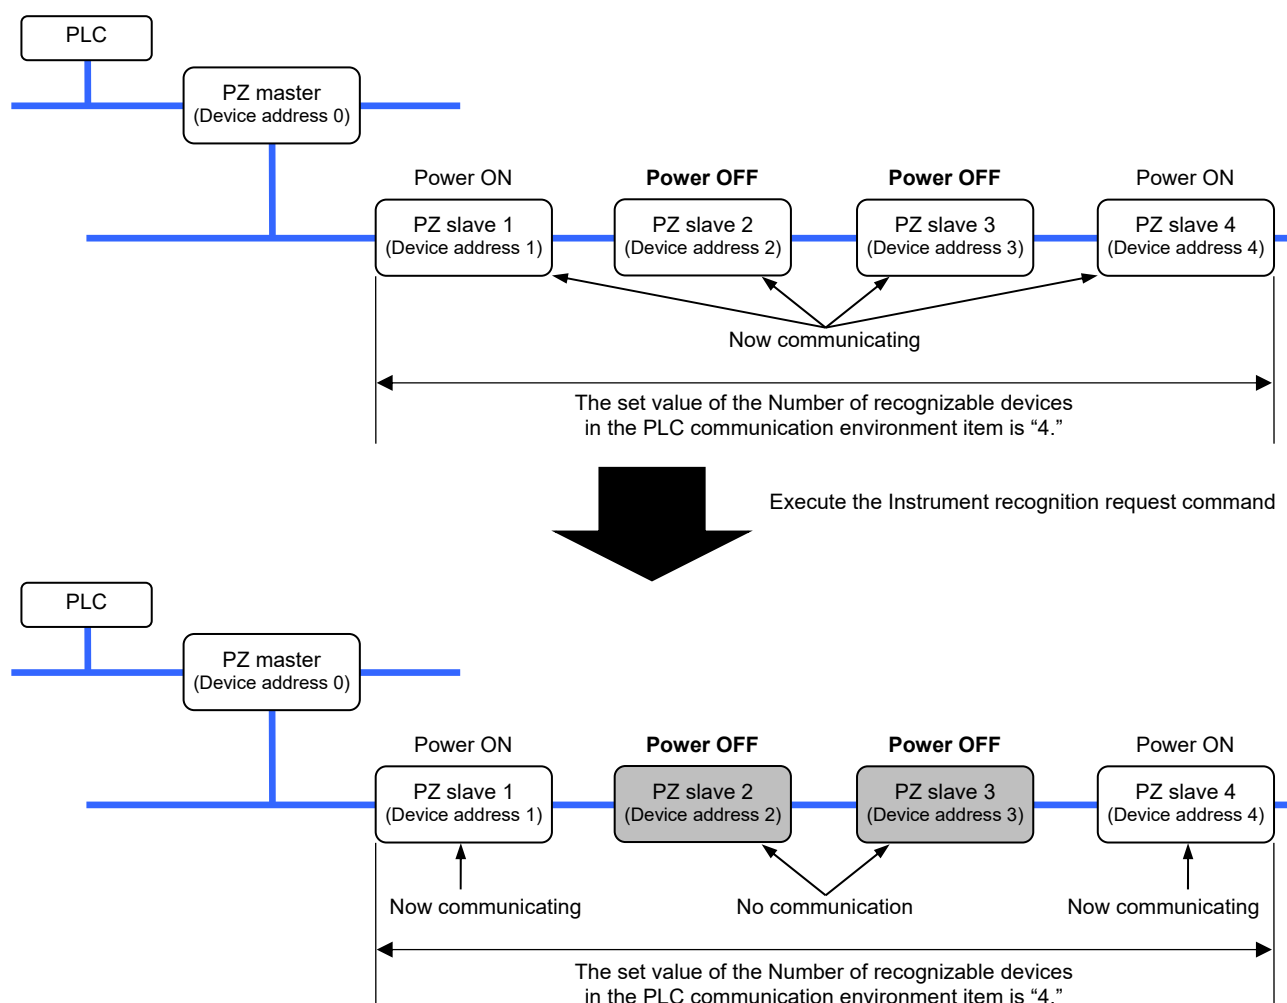 PLC
PZ master
(Device address 0)
Power ON
Power OFF
Power OFF
Power ON
PZ slave 1
(Device address 1)
PZ slave 2
(Device address 2)
PZ slave 3
(Device address 3)
PZ slave 4
(Device address 4)
Now communicating
The set value of the Number of recognizable devices
in the PLC communication environment item is “4.”
Execute the Instrument recognition request command
PLC
PZ master
(Device address 0)
Power ON
Power OFF
Power OFF
Power ON
PZ slave 1
(Device address 1)
PZ slave 2
(Device address 2)
PZ slave 3
(Device address 3)
PZ slave 4
(Device address 4)
Now communicating
No communication
Now communicating
The set value of the Number of recognizable devices
in the PLC communication environment item is “4.”